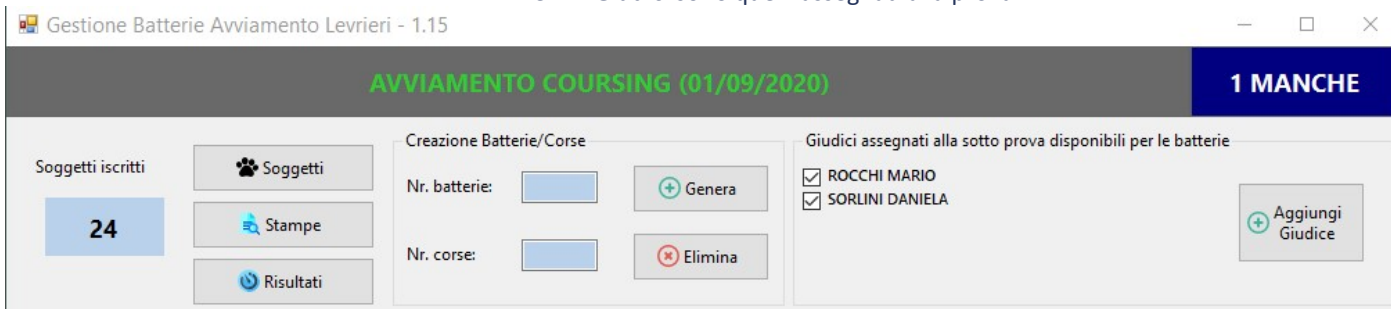 Gestione Batterie Avviamento Levrieri - 1.15
AVVIAMENTO COURSING (01/09/2020)
1 MANCHE
Soggetti iscritti
24
Soggetti
Stampe
Risultati
Creazione Batterie/Corse
Nr. batterie:
Genera
Nr. corse:
Elimina
Giudici assegnati alla sotto prova disponibili per le batterie
ROCCHI MARIO
SORLINI DANIELA
Aggiungi
Giudice